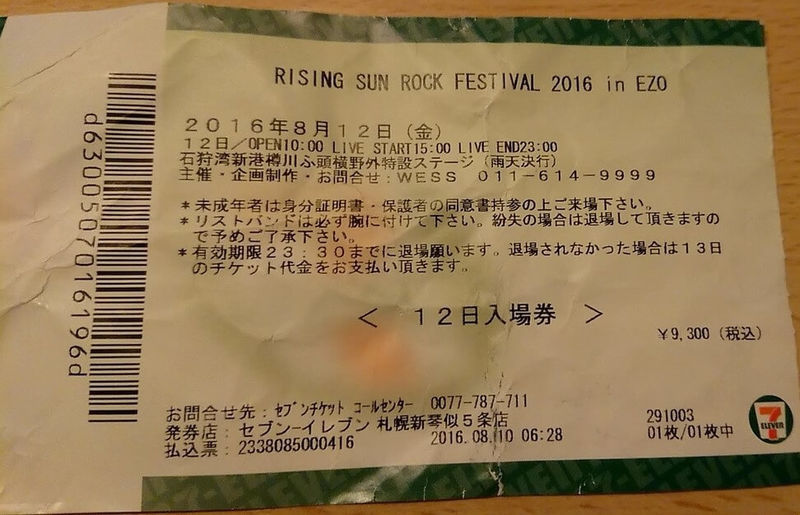 RISING SUN ROCK FESTIVAL 2016 in EZO
2016年8月12日(金)
12日/OPEN10:00 LIVE START15:00 LIVE END23:00
石狩湾新港樽川ふ頭横野外特設ステージ(雨天決行)
主催・企画制作・お問合せ:WESS 011-614-9999
*未成年者は身分証明書・保護者の同意書持参の上ご来場下さい。
*リストバンドは必ず腕に付けて下さい。紛失の場合は退場して頂きますの
で予めご了承下さい。
*有効期限23:30までに退場願います。退場されなかった場合は13日
のチケット代金をお支払い頂きます。
< 12日入場券 >
¥9,300(税込)
お問合せ先:セブンチケット コールセンター 0077-787-711
発券店:セブン-イレブン 札幌新琴似5条店
払込票:2338085000416 2016.08.10 06:28
291003
01枚/01枚中
7 ELEVEN
d6300507016196d